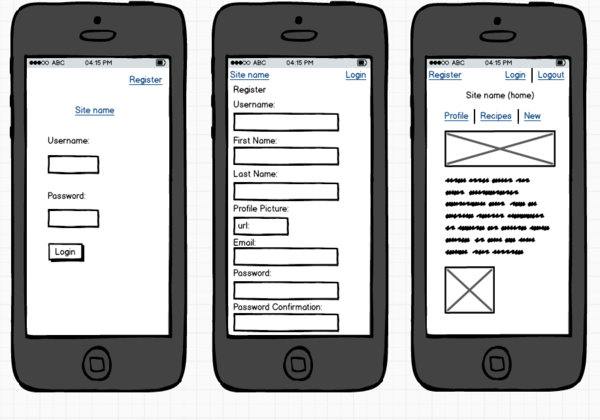 ABC 04:15 PM
Register
Site name
Username:
Password:
Login
ABC 04:15 PM
Site name Login
Register
Username:
First Name:
Last Name:
Profile Picture:
url:
Email:
Password:
Password Confirmation:
ABC 04:15 PM
Register Login Logout
Site name (home)
Profile Recipes New